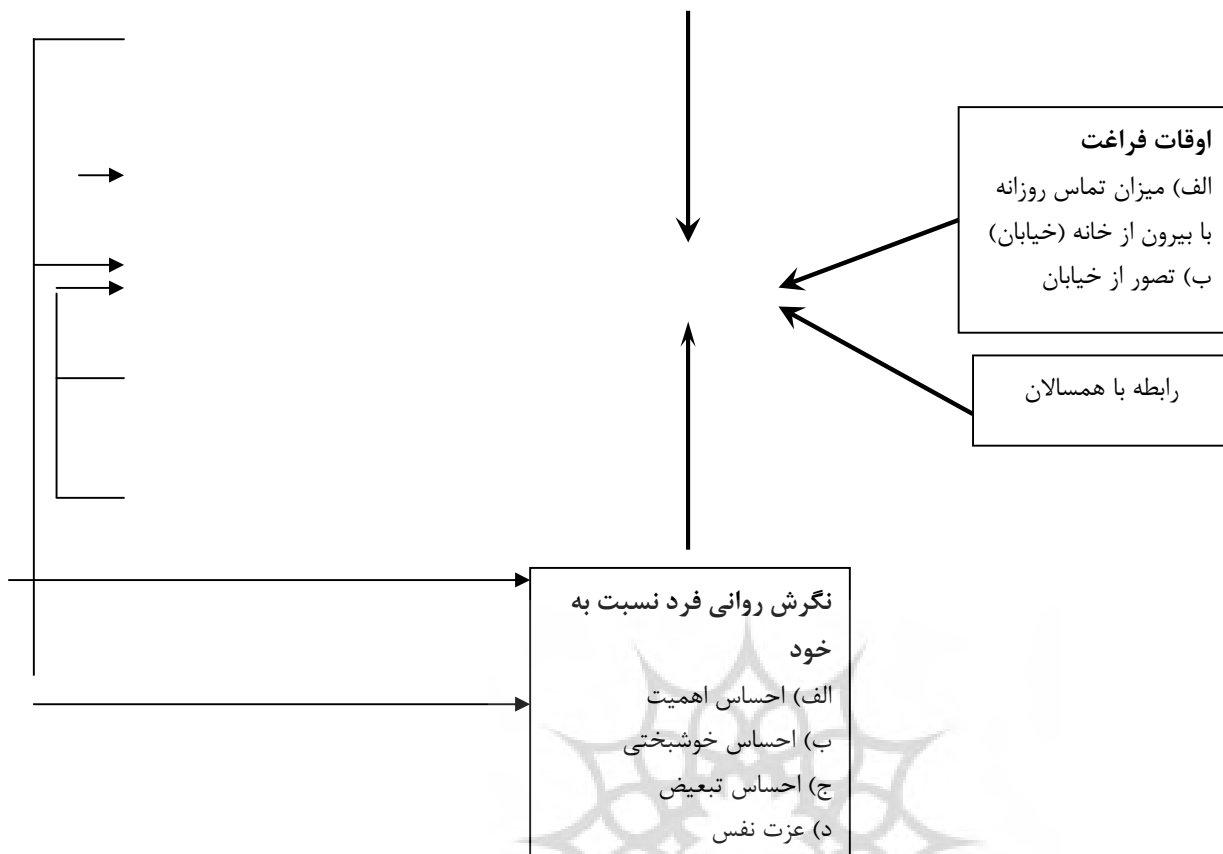 اوقات فراغت
الف) میزان تماس روزانه
با بیرون از خانه (خیابان)
ب) تصور از خیابان
رابطه با همسالان
نگرش روانی فرد نسبت به
خود
الف) احساس اهمیت
ب) احساس خوشبختی
ج) احساس تبعیض
د) عزت نفس